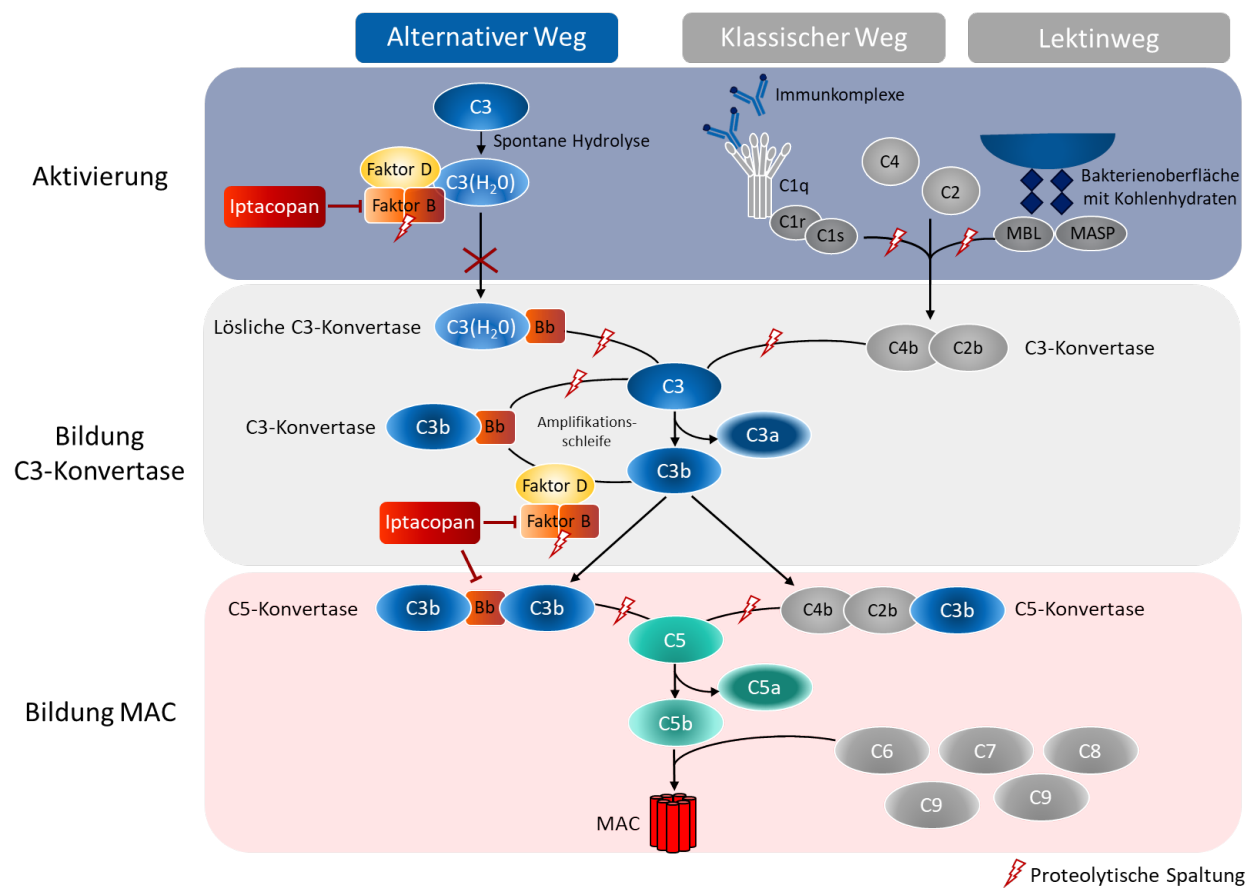 Alternativer Weg
Klassischer Weg
Lektinweg
Aktivierung
C3
Spontane Hydrolyse
Faktor D
C3(H₂0)
Iptacopan
Faktor B
Immunkomplexe
C1q
C1r
C1s
C4
C2
Bakterienoberfläche
mit Kohlenhydraten
MBL
MASP
Bildung
C3-Konvertase
Lösliche C3-Konvertase
C3(H₂0)
Bb
C4b
C2b
C3-Konvertase
C3
C3-Konvertase
C3b
Bb
Amplifikations-
schleife
C3a
C3b
Faktor D
Iptacopan
Faktor B
Bildung MAC
C5-Konvertase
C3b
Bb
C3b
C4b
C2b
C3b
C5-Konvertase
C5
C5a
C5b
C6
C7
C8
C9
C9
MAC
Proteolytische Spaltung